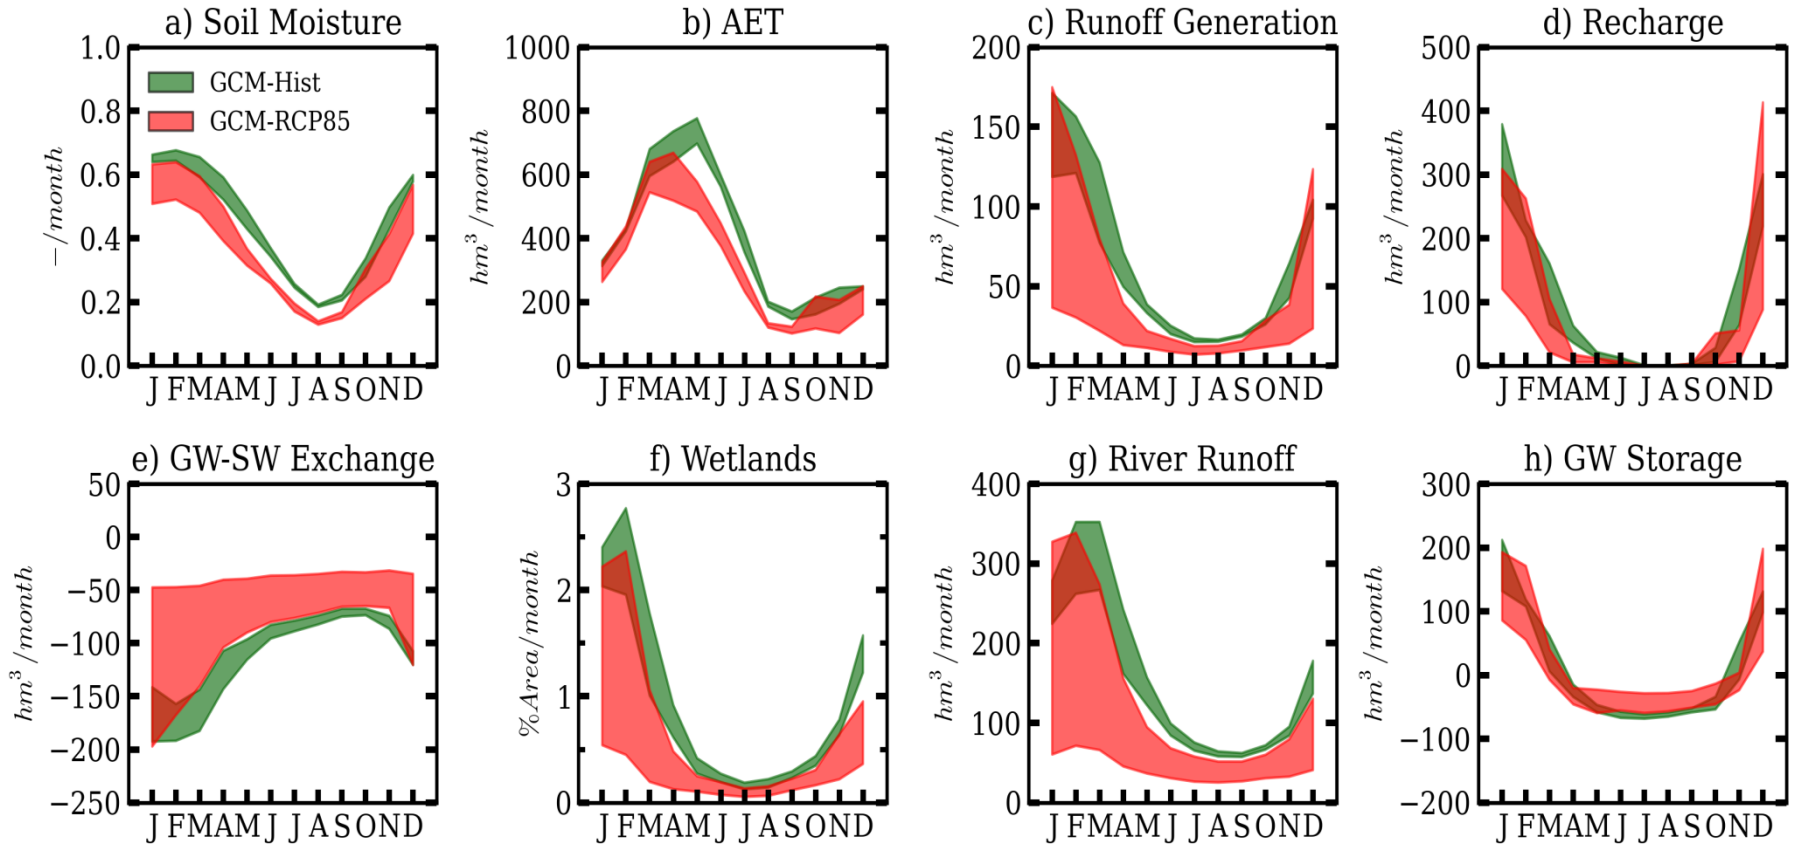 a) Soil Moisture
b) AET
c) Runoff Generation
d) Recharge
1.0
0.8
0.6
0.4
0.2
0.0
−/month
GCM-Hist
GCM-RCP85
J F M A M J J A S O N D
1000
800
600
400
200
0
hm³/month
J F M A M J J A S O N D
200
150
100
50
0
hm³/month
J F M A M J J A S O N D
500
400
300
200
100
0
hm³/month
J F M A M J J A S O N D
e) GW-SW Exchange
f) Wetlands
g) River Runoff
h) GW Storage
50
0
−50
−100
−150
−200
−250
hm³/month
J F M A M J J A S O N D
3
2
1
0
%Area/month
J F M A M J J A S O N D
400
300
200
100
0
hm³/month
J F M A M J J A S O N D
300
200
100
0
−100
−200
hm³/month
J F M A M J J A S O N D